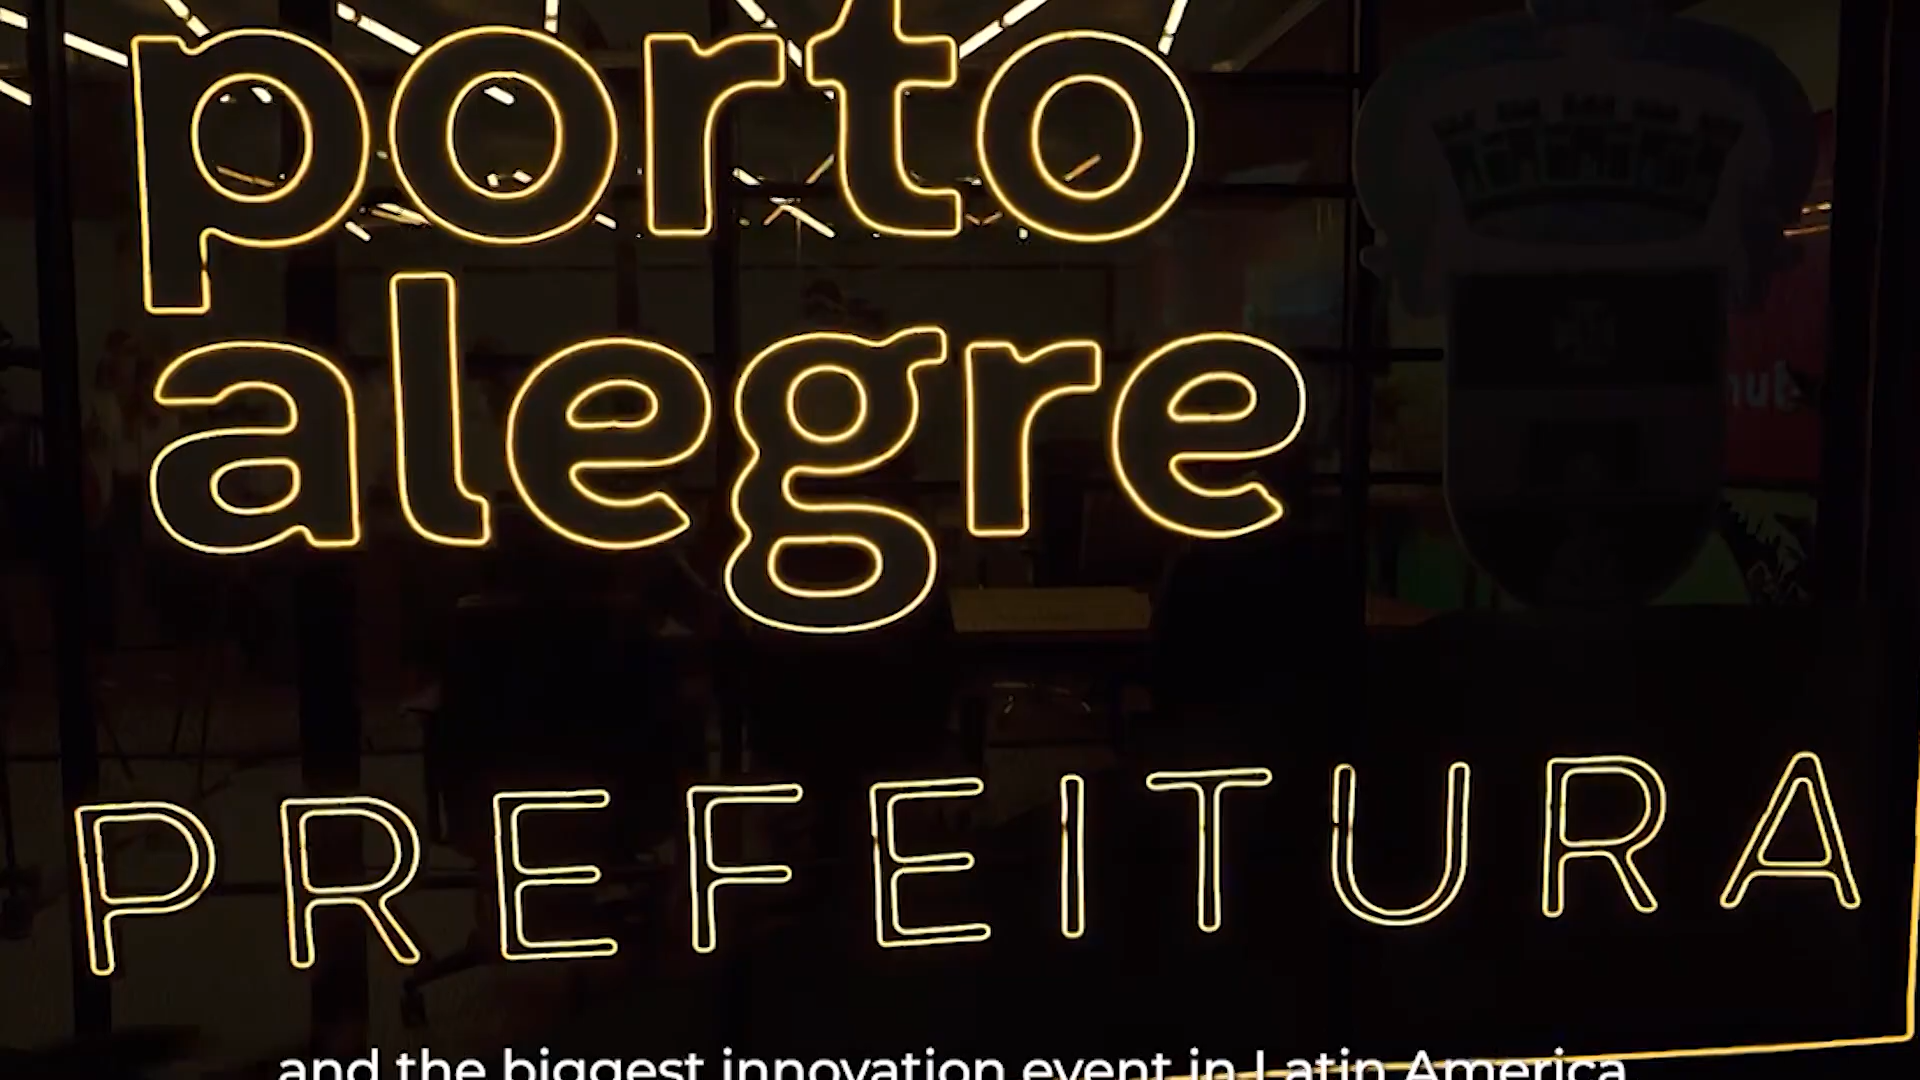 porto
alegre
PREFEITURA
and the biggest innovation event in Latin America